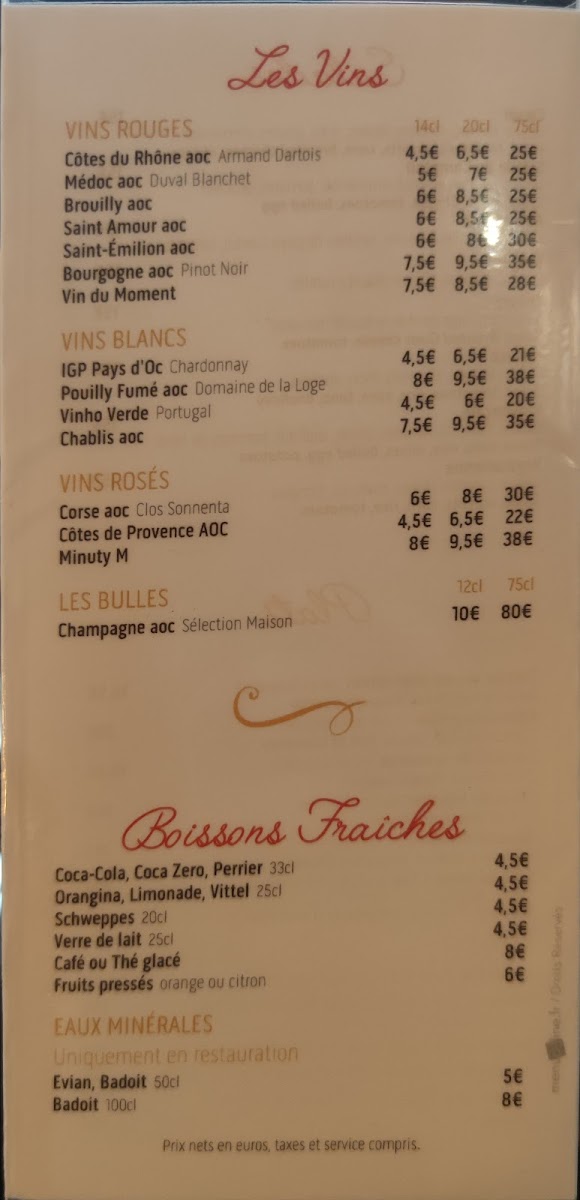 Les Vins
VINS ROUGES 14cl 20cl 75cl
Côtes du Rhône aoc Armand Dartois 4,5€ 6,5€ 25€
Médoc aoc Duval Blanchet 5€ 7€ 25€
Brouilly aoc 6€ 8,5€ 25€
Saint Amour aoc 6€ 8,5€ 25€
Saint-Émilion aoc 6€ 8€ 30€
Bourgogne aoc Pinot Noir 7,5€ 9,5€ 35€
Vin du Moment 7,5€ 8,5€ 28€
VINS BLANCS
IGP Pays d'Oc Chardonnay 4,5€ 6,5€ 21€
Pouilly Fumé aoc Domaine de la Loge 8€ 9,5€ 38€
Vinho Verde Portugal 4,5€ 6€ 20€
Chablis aoc 7,5€ 9,5€ 35€
VINS ROSÉS
Corse aoc Clos Sonnenta 6€ 8€ 30€
Côtes de Provence AOC 4,5€ 6,5€ 22€
Minuty M 8€ 9,5€ 38€
LES BULLES 12cl 75cl
Champagne aoc Sélection Maison 10€ 80€
Boissons Fraîches
Coca-Cola, Coca Zero, Perrier 33cl 4,5€
Orangina, Limonade, Vittel 25cl 4,5€
Schweppes 20cl 4,5€
Verre de lait 25cl 4,5€
Café ou Thé glacé 8€
Fruits pressés orange ou citron 6€
EAUX MINÉRALES
Uniquement en restauration
Evian, Badoit 50cl 5€
Badoit 100cl 8€
Prix nets en euros, taxes et service compris.
/ Droits Réservés